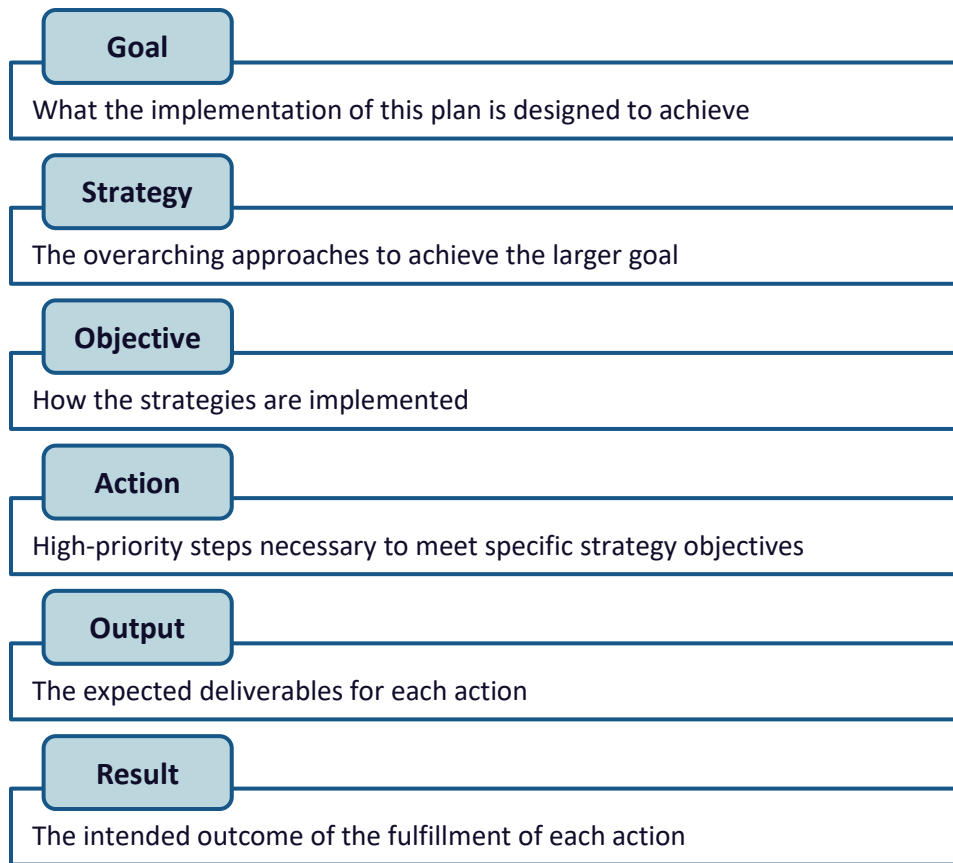 Goal
What the implementation of this plan is designed to achieve
Strategy
The overarching approaches to achieve the larger goal
Objective
How the strategies are implemented
Action
High-priority steps necessary to meet specific strategy objectives
Output
The expected deliverables for each action
Result
The intended outcome of the fulfillment of each action